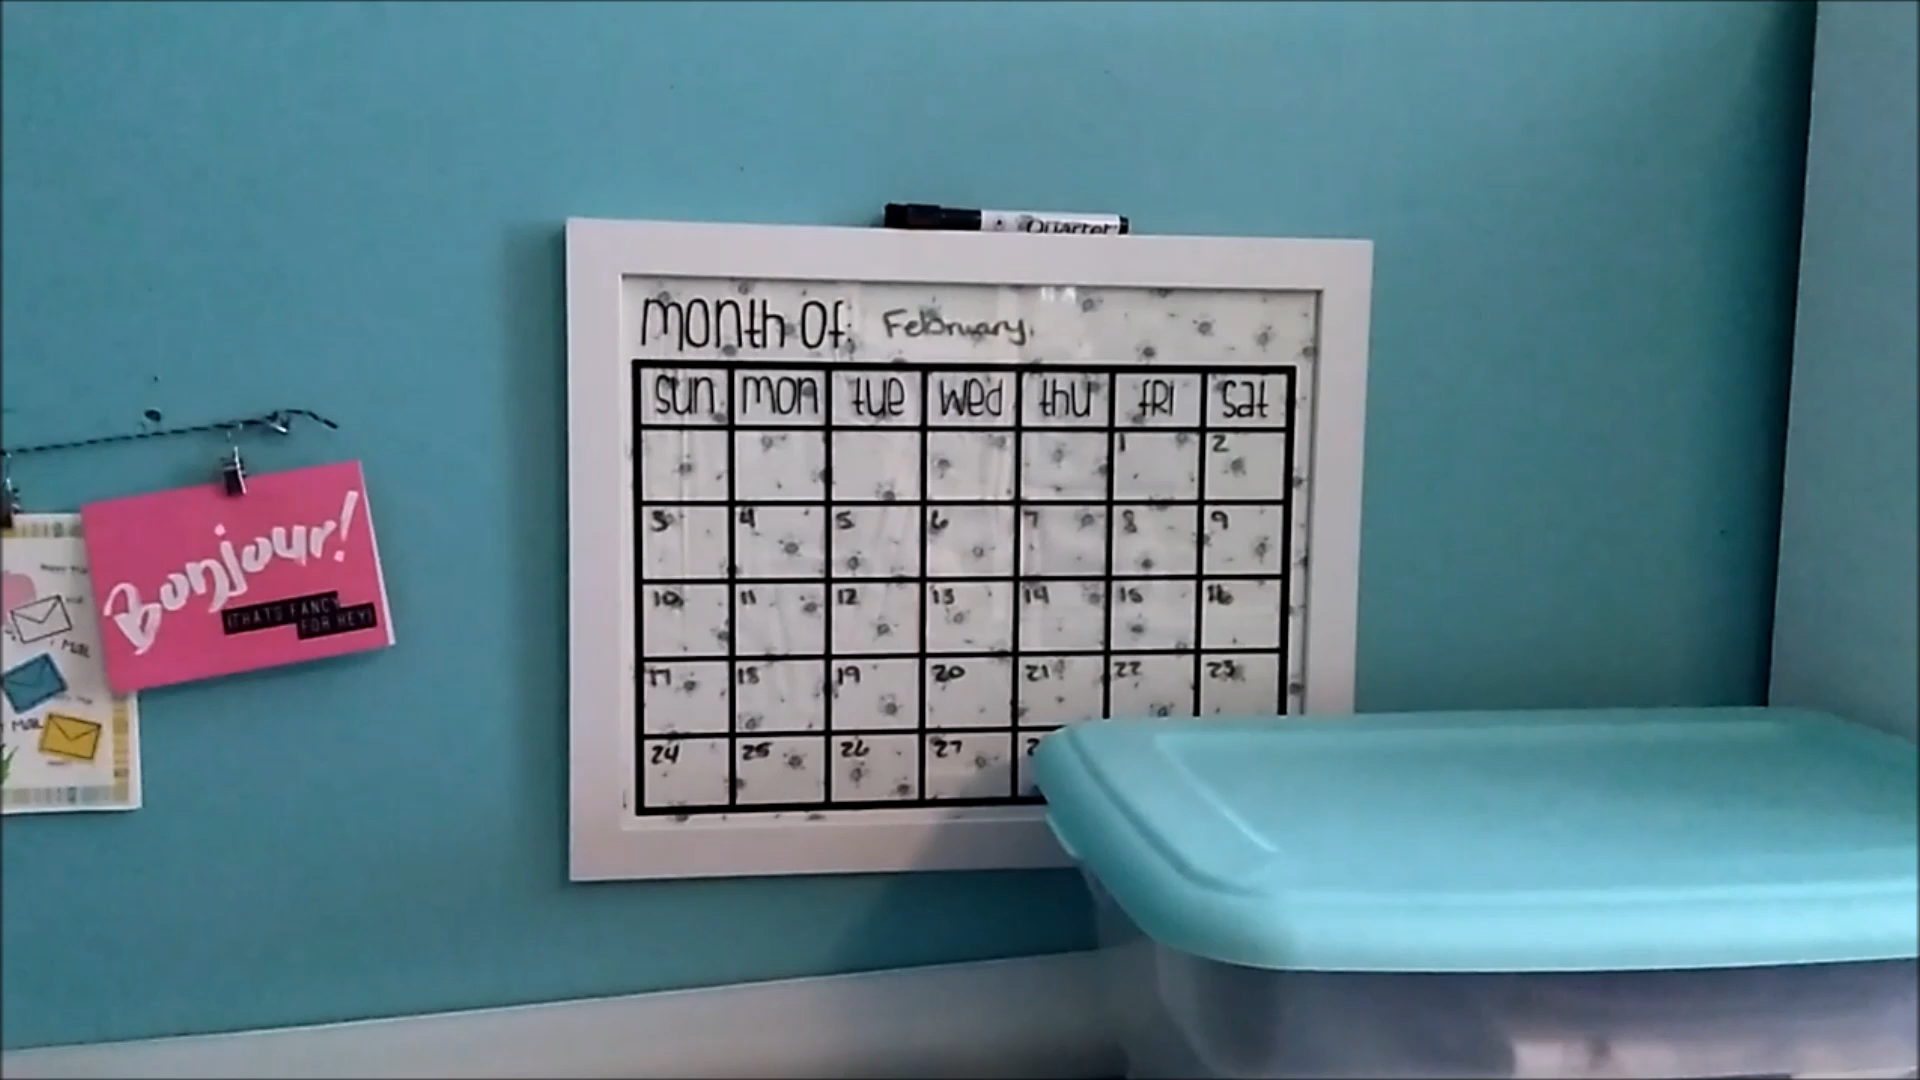 Quartet
month of: February.
sun mon tue wed thu fri sat
1 2
3 4 5 6 7 8 9
10 11 12 13 14 15 16
17 18 19 20 21 22 23
24 25 26 27
Bonjour!
(THAT'S FANCY
FOR HEY)
MAIL
MAIL